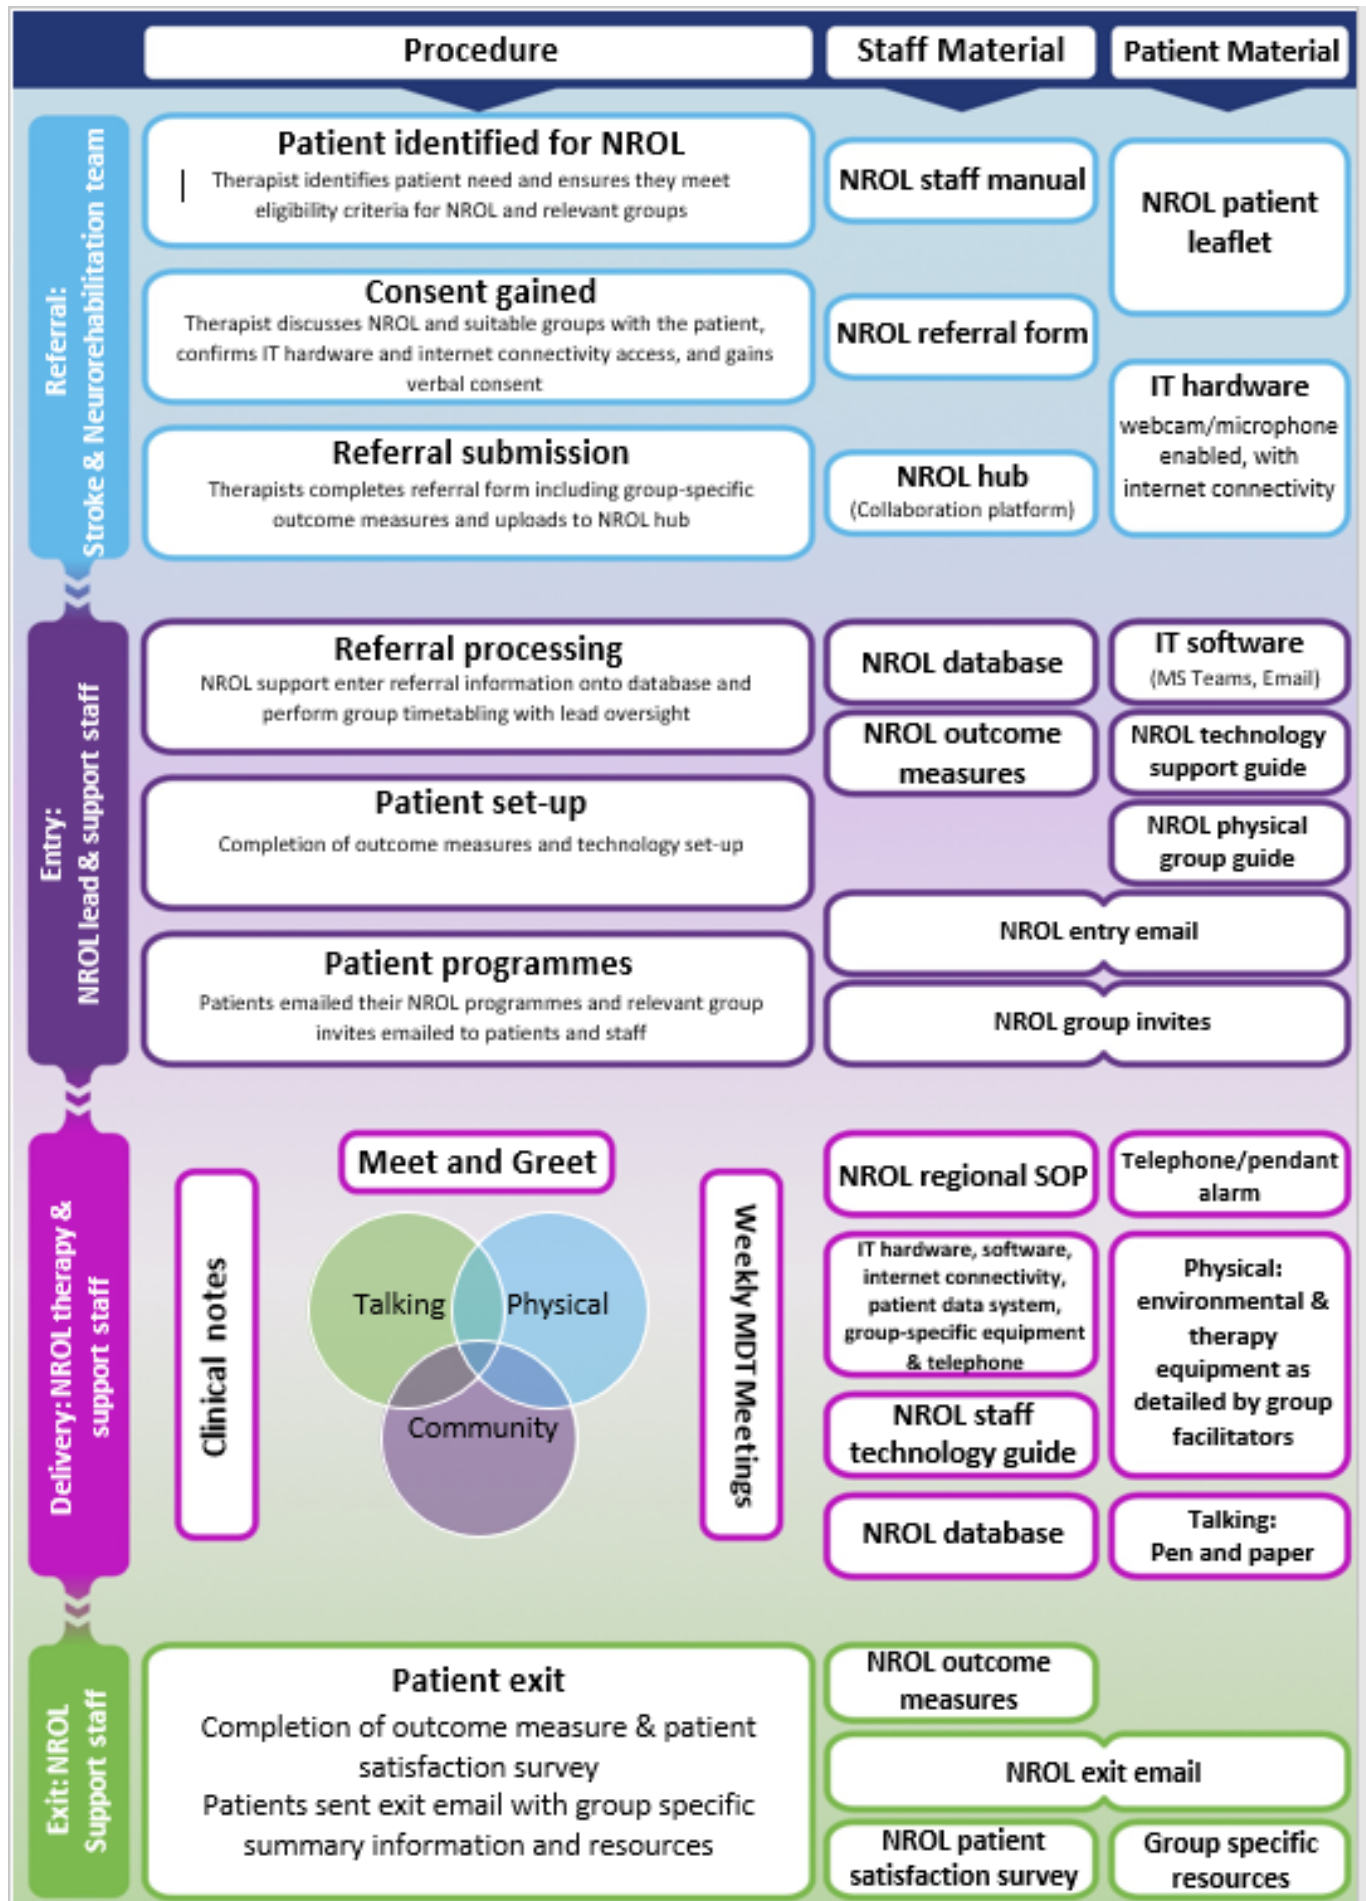 Procedure
Staff Material
Patient Material
Referral:
Stroke & Neurorehabilitation team
Patient identified for NROL
Therapist identifies patient need and ensures they meet
eligibility criteria for NROL and relevant groups
Consent gained
Therapist discusses NROL and suitable groups with the patient,
confirms IT hardware and internet connectivity access, and gains
verbal consent
Referral submission
Therapists completes referral form including group-specific
outcome measures and uploads to NROL hub
NROL staff manual
NROL referral form
NROL hub
(Collaboration platform)
NROL patient
leaflet
IT hardware
webcam/microphone
enabled, with
internet connectivity
Entry:
NROL lead & support staff
Referral processing
NROL support enter referral information onto database and
perform group timetabling with lead oversight
Patient set-up
Completion of outcome measures and technology set-up
Patient programmes
Patients emailed their NROL programmes and relevant group
invites emailed to patients and staff
NROL database
NROL outcome
measures
IT software
(MS Teams, Email)
NROL technology
support guide
NROL physical
group guide
NROL entry email
NROL group invites
Delivery: NROL therapy &
support staff
Clinical notes
Meet and Greet
Talking
Physical
Community
Weekly MDT Meetings
NROL regional SOP
IT hardware, software,
internet connectivity,
patient data system,
group-specific equipment
& telephone
NROL staff
technology guide
NROL database
Telephone/pendant
alarm
Physical:
environmental &
therapy
equipment as
detailed by group
facilitators
Talking:
Pen and paper
Exit: NROL
Support staff
Patient exit
Completion of outcome measure & patient
satisfaction survey
Patients sent exit email with group specific
summary information and resources
NROL outcome
measures
NROL exit email
NROL patient
satisfaction survey
Group specific
resources